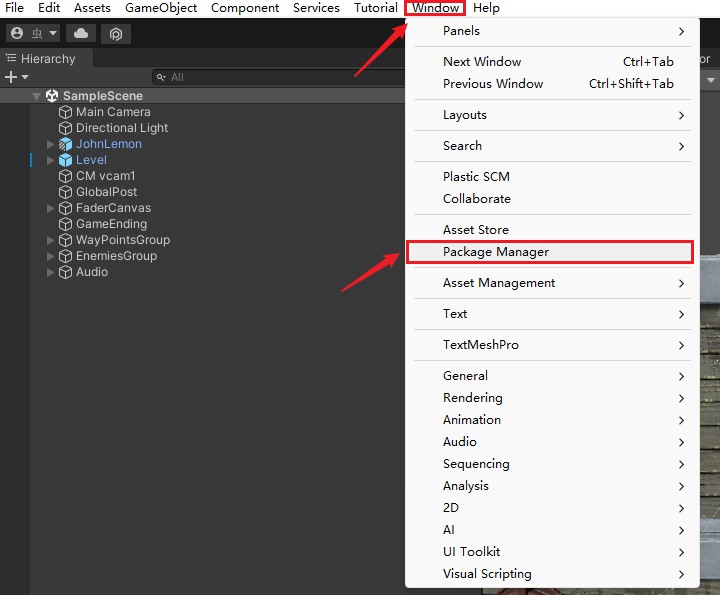 File Edit Assets GameObject Component Services Tutorial Window Help
虫
Hierarchy
All
SampleScene
Main Camera
Directional Light
JohnLemon
Level
CM vcam1
GlobalPost
FaderCanvas
GameEnding
WayPointsGroup
EnemiesGroup
Audio
Panels
Next Window Ctrl+Tab
Previous Window Ctrl+Shift+Tab
Layouts
Search
Plastic SCM
Collaborate
Asset Store
Package Manager
Asset Management
Text
TextMeshPro
General
Rendering
Animation
Audio
Sequencing
Analysis
2D
AI
UI Toolkit
Visual Scripting
or